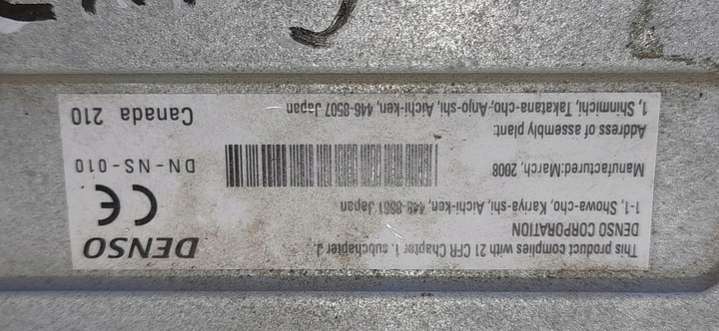 This product complies with 21 CFR Chapter 1, subchapter J
DENSO CORPORATION
1-1, Showa-cho, Kariya-shi, Aichi-ken, 448-8661 Japan
Manufactured:March, 2008
Address of assembly plant:
1, Shinmichi, Takatana-cho, Anjo-shi, Aichi-ken, 446-8507 Japan
DENSO
CE
DN-NS-010
Canada 210